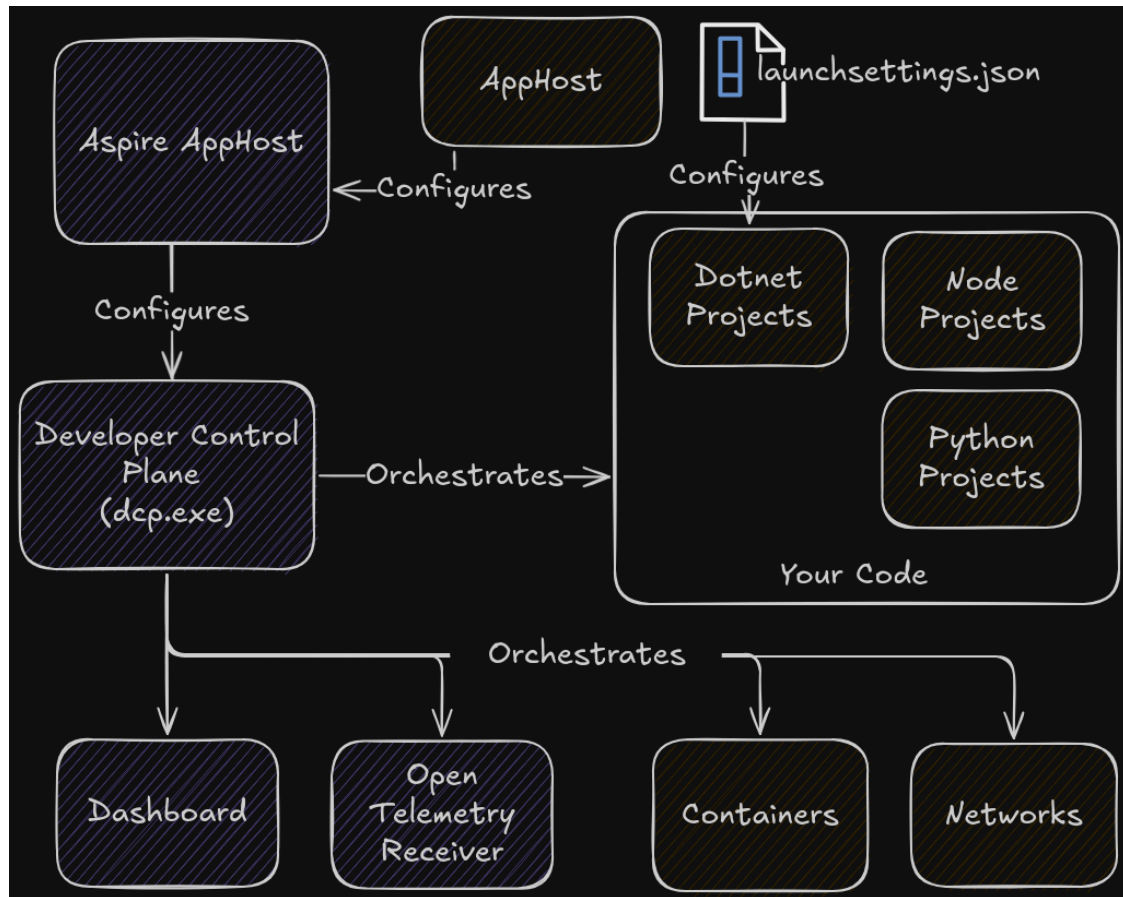 AppHost
launchsettings.json
Aspire AppHost
Configures
Configures
Dotnet
Projects
Node
Projects
Configures
Developer Control
Plane
(dcp.exe)
Orchestrates
Python
Projects
Your Code
Orchestrates
Dashboard
Open
Telemetry
Receiver
Containers
Networks